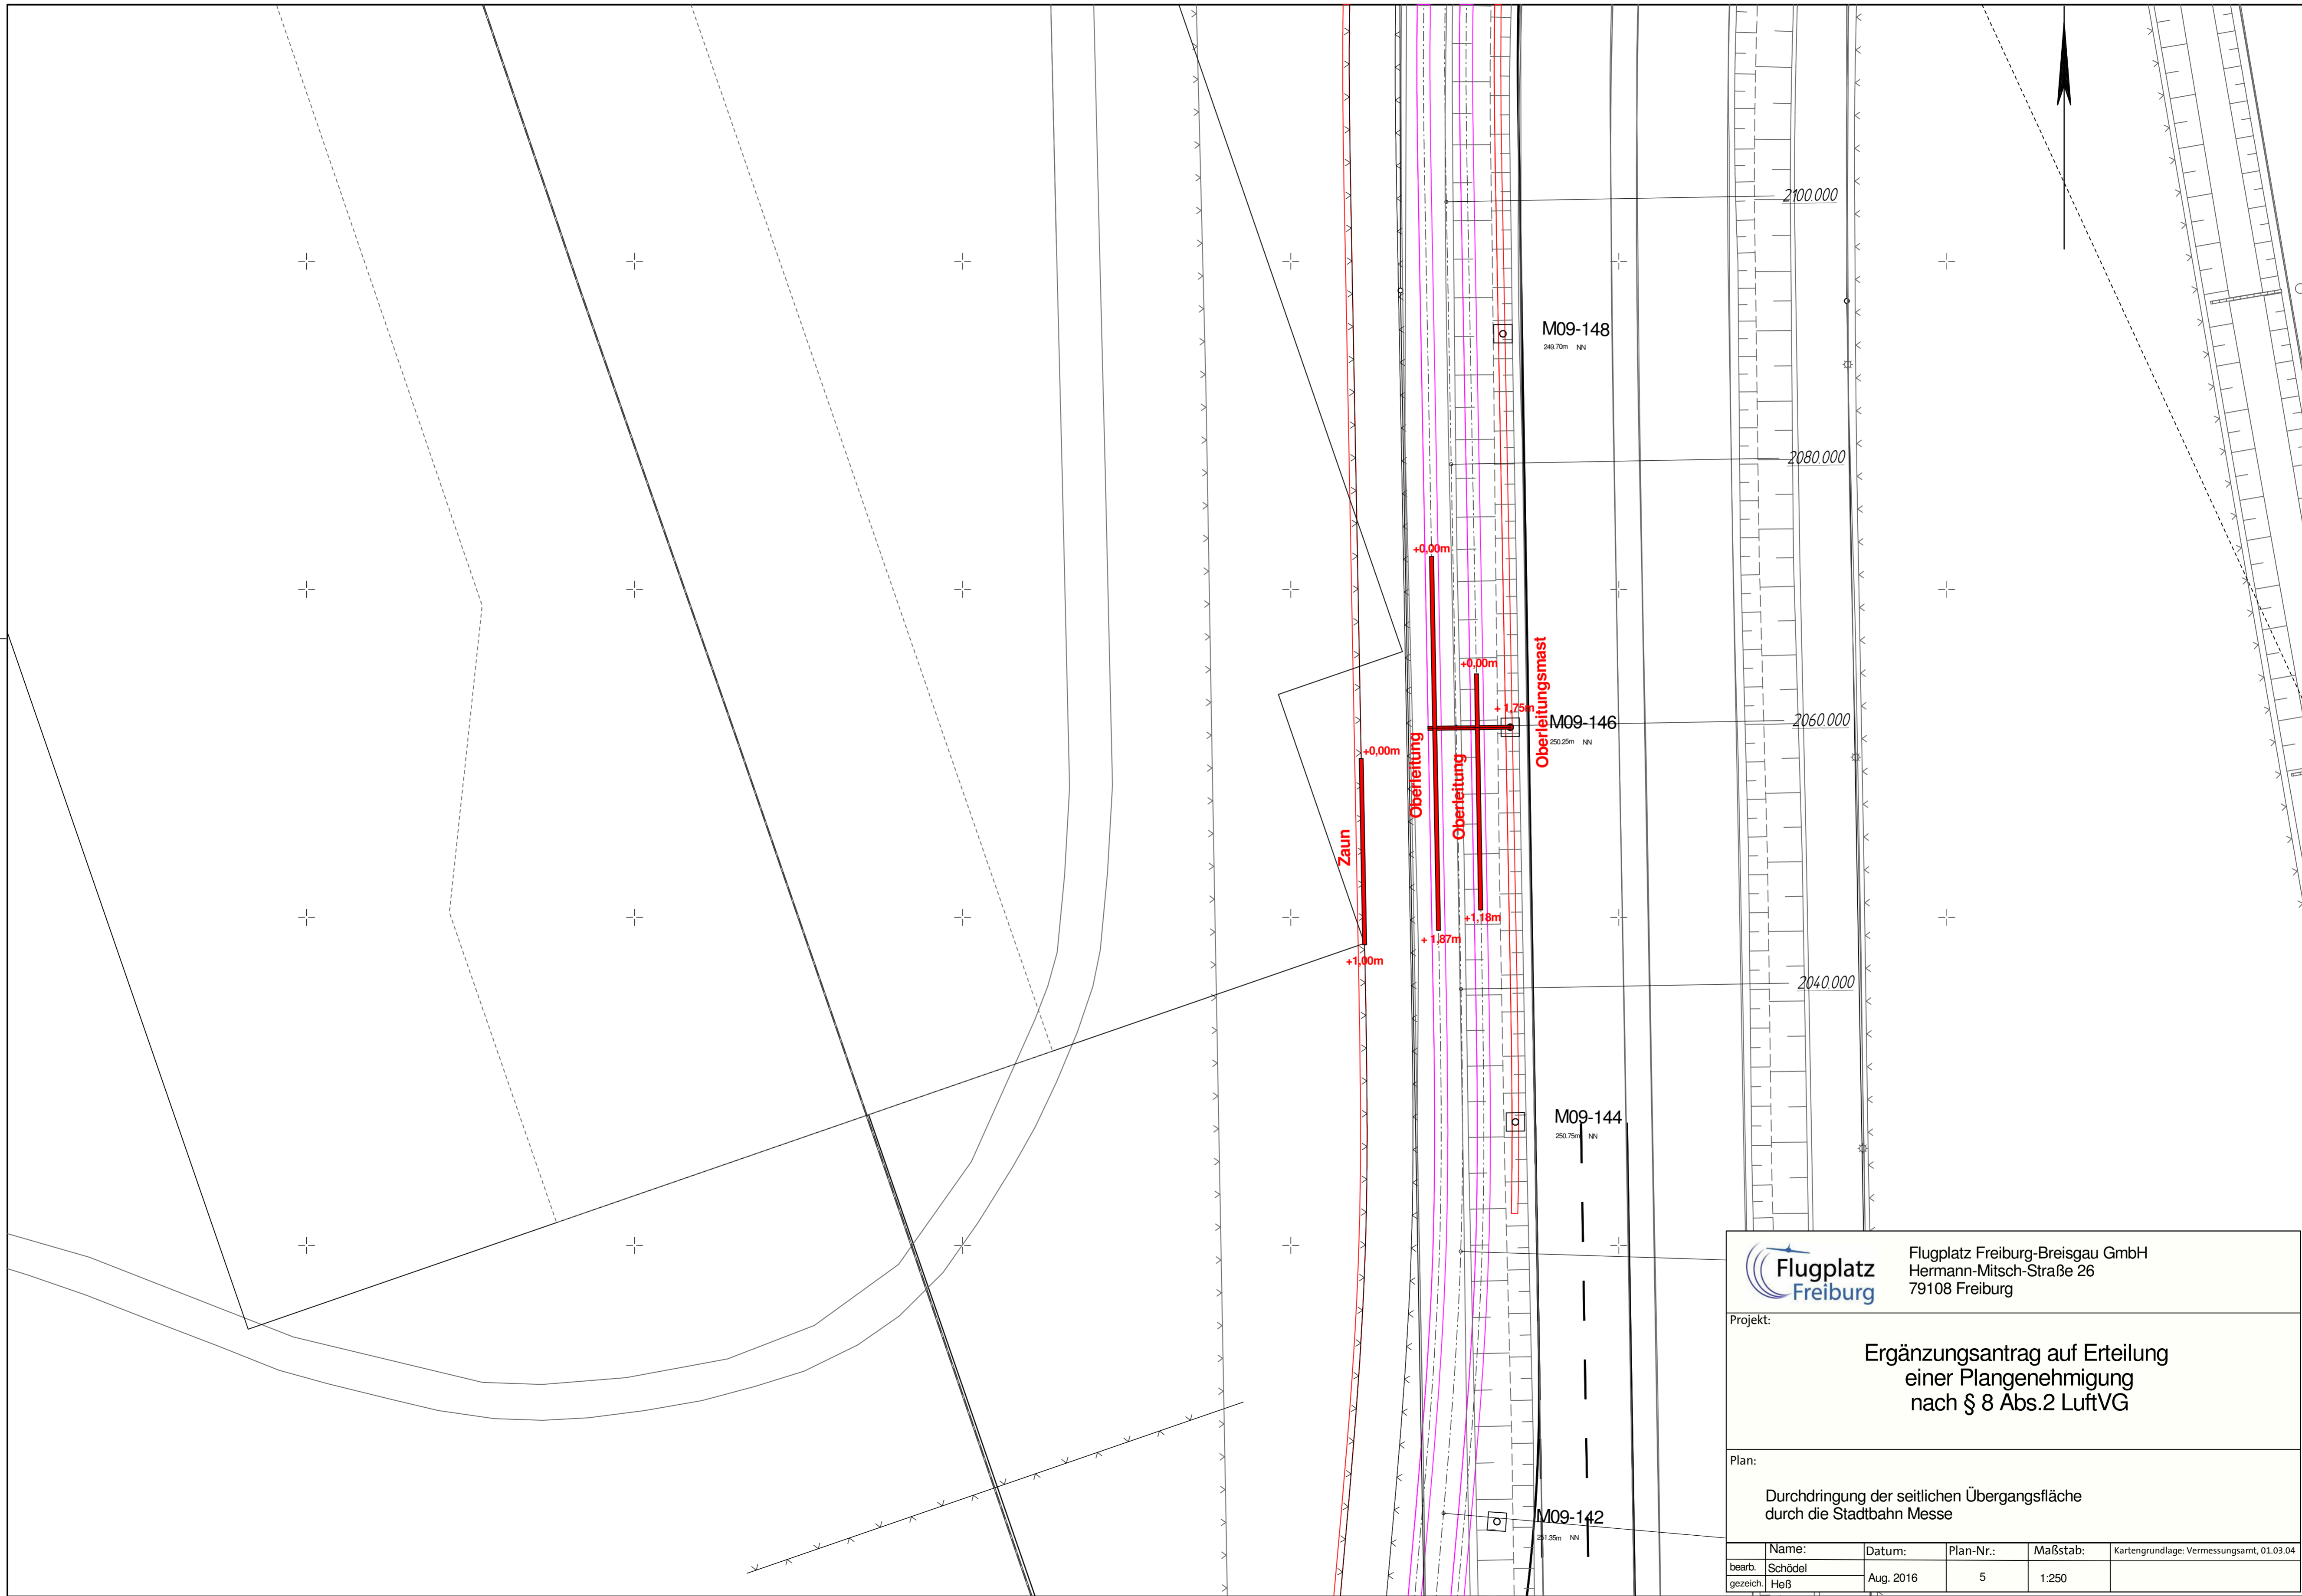 2100.000
M09-148
249.70m NN
2080.000
+0,00m
+0,00m
Oberleitungsmast
+ 1,75m
M09-146
250.25m NN
2060.000
+0,00m
Oberleitung
Oberleitung
Zaun
+1,18m
+ 1,87m
+1,00m
2040.000
M09-144
250.75m NN
M09-142
251.35m NN
Flugplatz
Freiburg
Flugplatz Freiburg-Breisgau GmbH
Hermann-Mitsch-Straße 26
79108 Freiburg
Projekt:
Ergänzungsantrag auf Erteilung
einer Plangenehmigung
nach § 8 Abs.2 LuftVG
Plan:
Durchdringung der seitlichen Übergangsfläche
durch die Stadtbahn Messe
Name: Datum: Plan-Nr.: Maßstab: Kartengrundlage: Vermessungsamt, 01.03.04
bearb. Schödel
gezeich. Heß
Aug. 2016 5 1:250